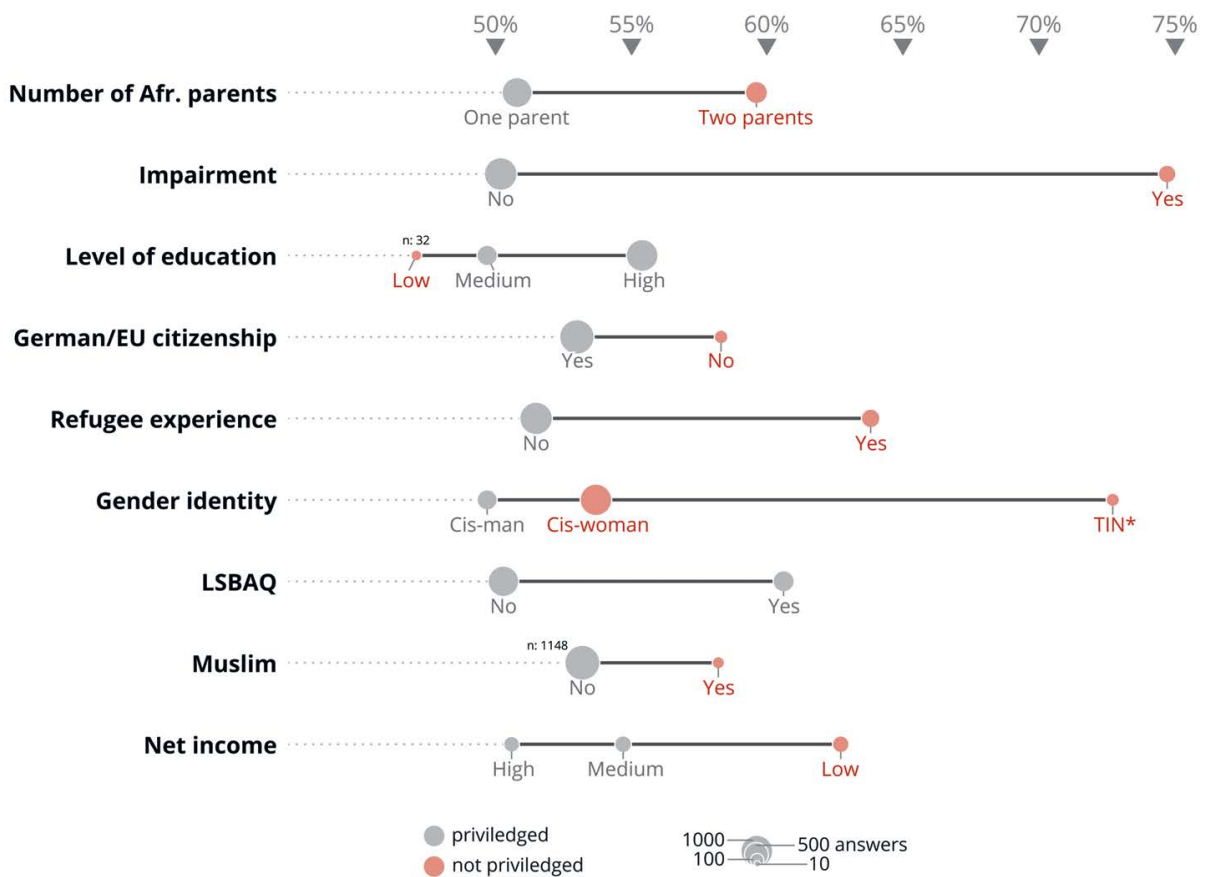 50% 55% 60% 65% 70% 75%
Number of Afr. parents
One parent Two parents
Impairment
No Yes
n: 32
Level of education
Low Medium High
German/EU citizenship
Yes No
Refugee experience
No Yes
Gender identity
Cis-man Cis-woman TIN*
LSBAQ
No Yes
n: 1148
Muslim
No Yes
Net income
High Medium Low
priviledged
not priviledged
1000 500 answers
100 10